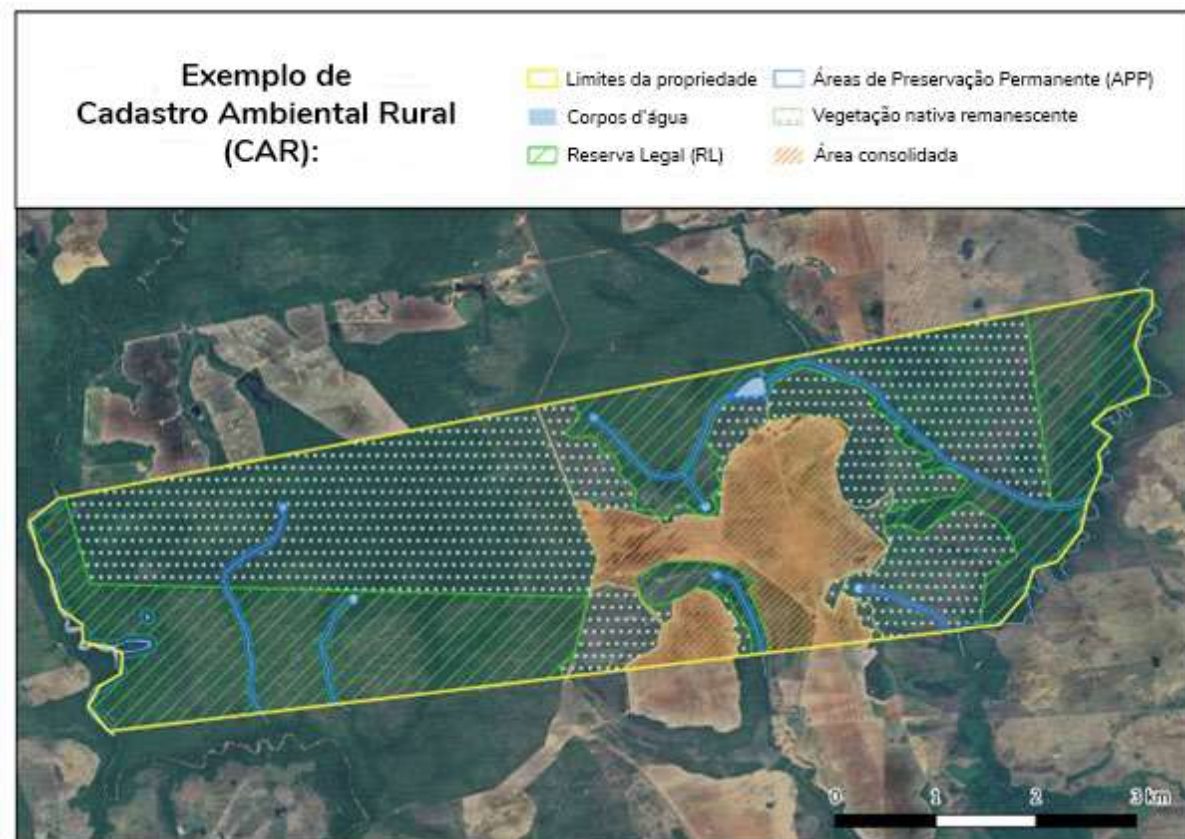 Exemplo de
Cadastro Ambiental Rural
(CAR):
Limites da propriedade
Áreas de Preservação Permanente (APP)
Corpos d'água
Vegetação nativa remanescente
Reserva Legal (RL)
Área consolidada
0 1 2 3 km